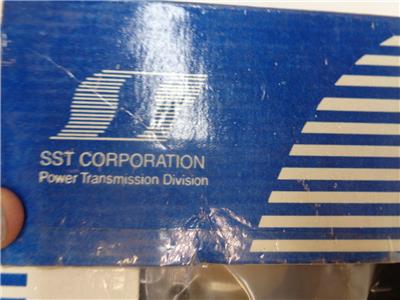 SST CORPORATION
Power Transmission Division